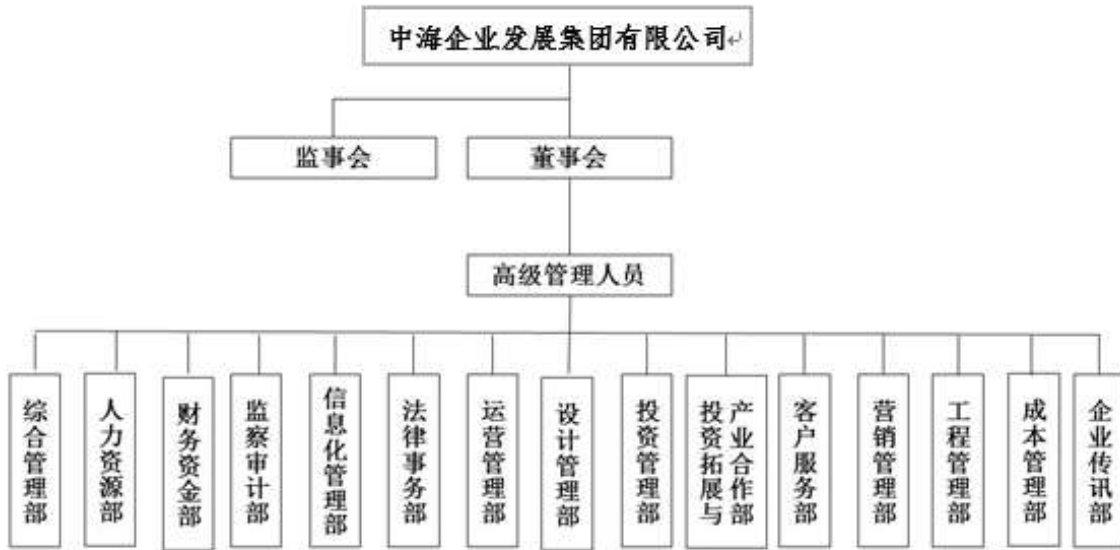 中海企业发展集团有限公司↵
监事会
董事会
高级管理人员
综合管理部
人力资源部
财务资金部
监察审计部
信息化管理部
法律事务部
运营管理部
设计管理部
投资管理部
投资拓展与
产业合作部
客户服务部
营销管理部
工程管理部
成本管理部
企业传讯部